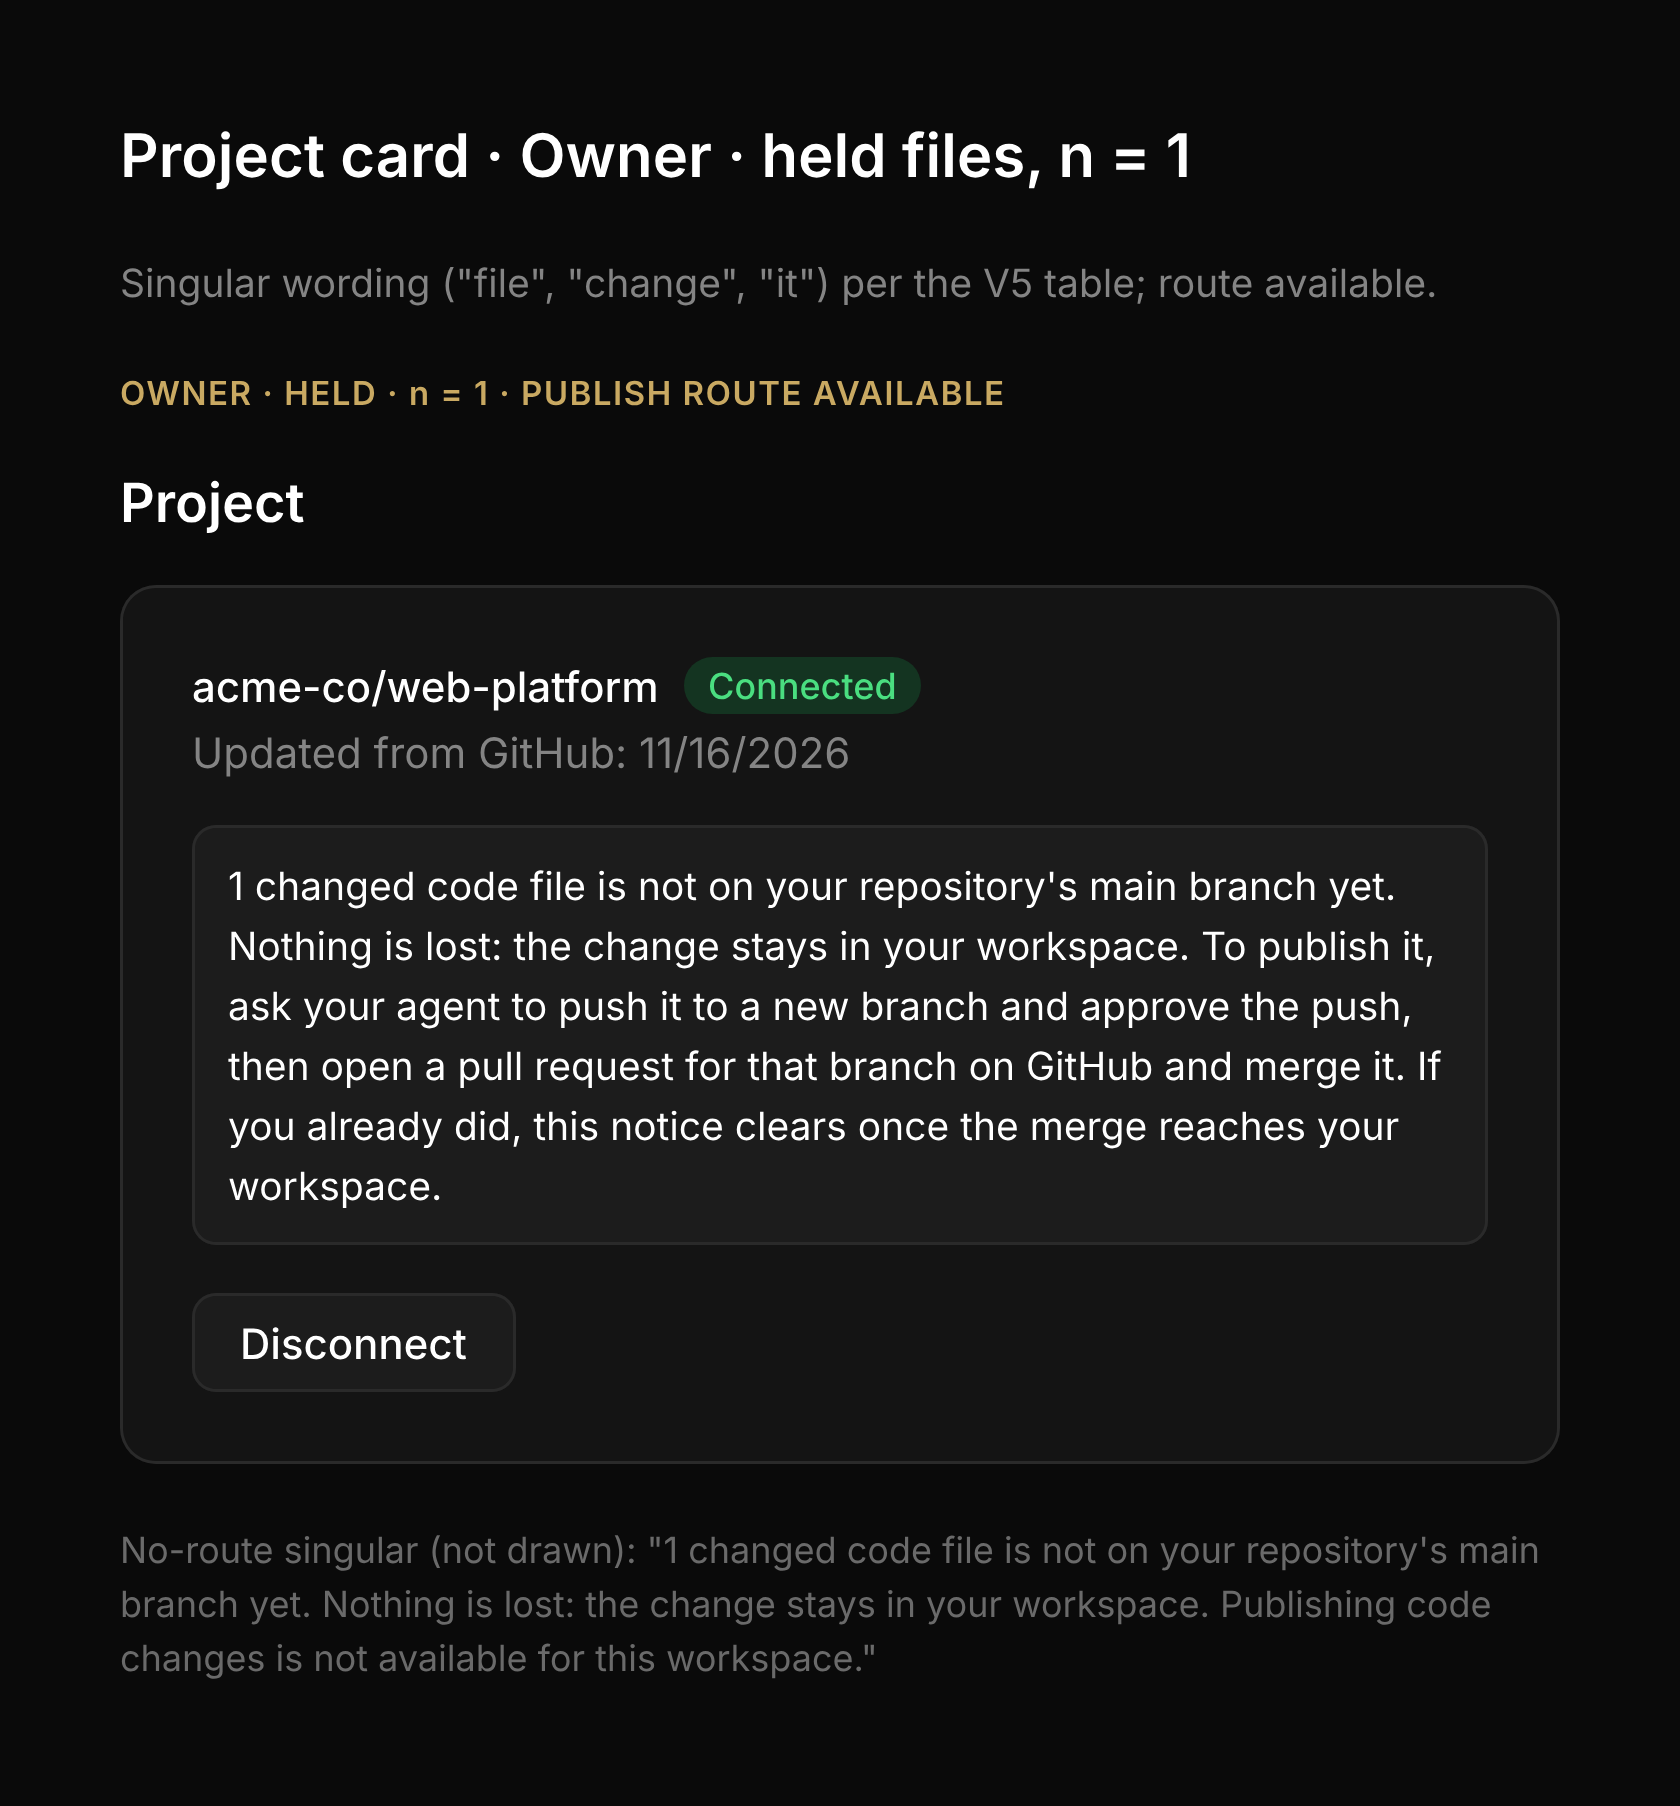 Project card · Owner · held files, n = 1
Singular wording ("file", "change", "it") per the V5 table; route available.
OWNER · HELD · n = 1 · PUBLISH ROUTE AVAILABLE
Project
acme-co/web-platform Connected
Updated from GitHub: 11/16/2026
1 changed code file is not on your repository's main branch yet.
Nothing is lost: the change stays in your workspace. To publish it,
ask your agent to push it to a new branch and approve the push,
then open a pull request for that branch on GitHub and merge it. If
you already did, this notice clears once the merge reaches your
workspace.
Disconnect
No-route singular (not drawn): "1 changed code file is not on your repository's main
branch yet. Nothing is lost: the change stays in your workspace. Publishing code
changes is not available for this workspace."